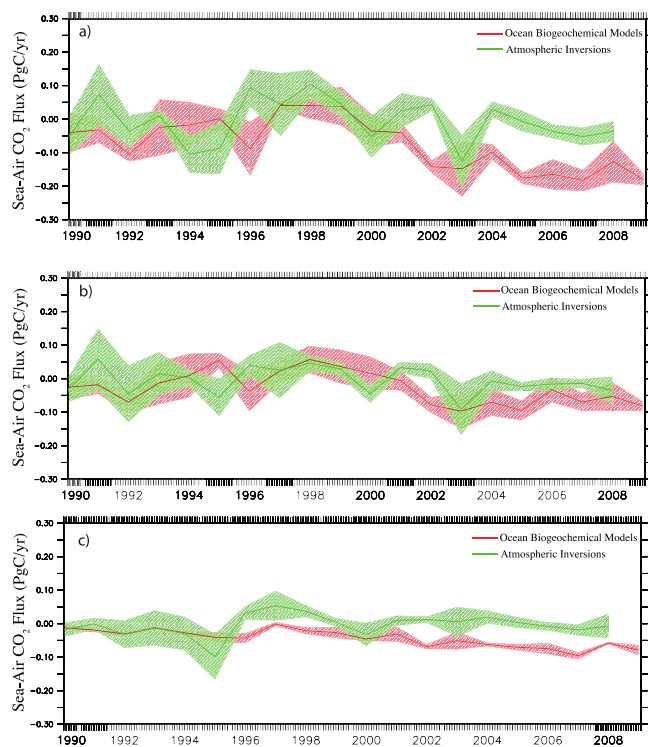 a)
Ocean Biogeochemical Models
Atmospheric Inversions
Sea-Air CO2 Flux (PgC/yr)
0.30
0.20
0.10
0.00
-0.10
-0.20
-0.30
1990 1992 1994 1996 1998 2000 2002 2004 2006 2008
b)
Ocean Biogeochemical Models
Atmospheric Inversions
Sea-Air CO2 Flux (PgC/yr)
0.30
0.20
0.10
0.00
-0.10
-0.20
-0.30
1990 1992 1994 1996 1998 2000 2002 2004 2006 2008
c)
Ocean Biogeochemical Models
Atmospheric Inversions
Sea-Air CO2 Flux (PgC/yr)
0.30
0.20
0.10
0.00
-0.10
-0.20
-0.30
1990 1992 1994 1996 1998 2000 2002 2004 2006 2008